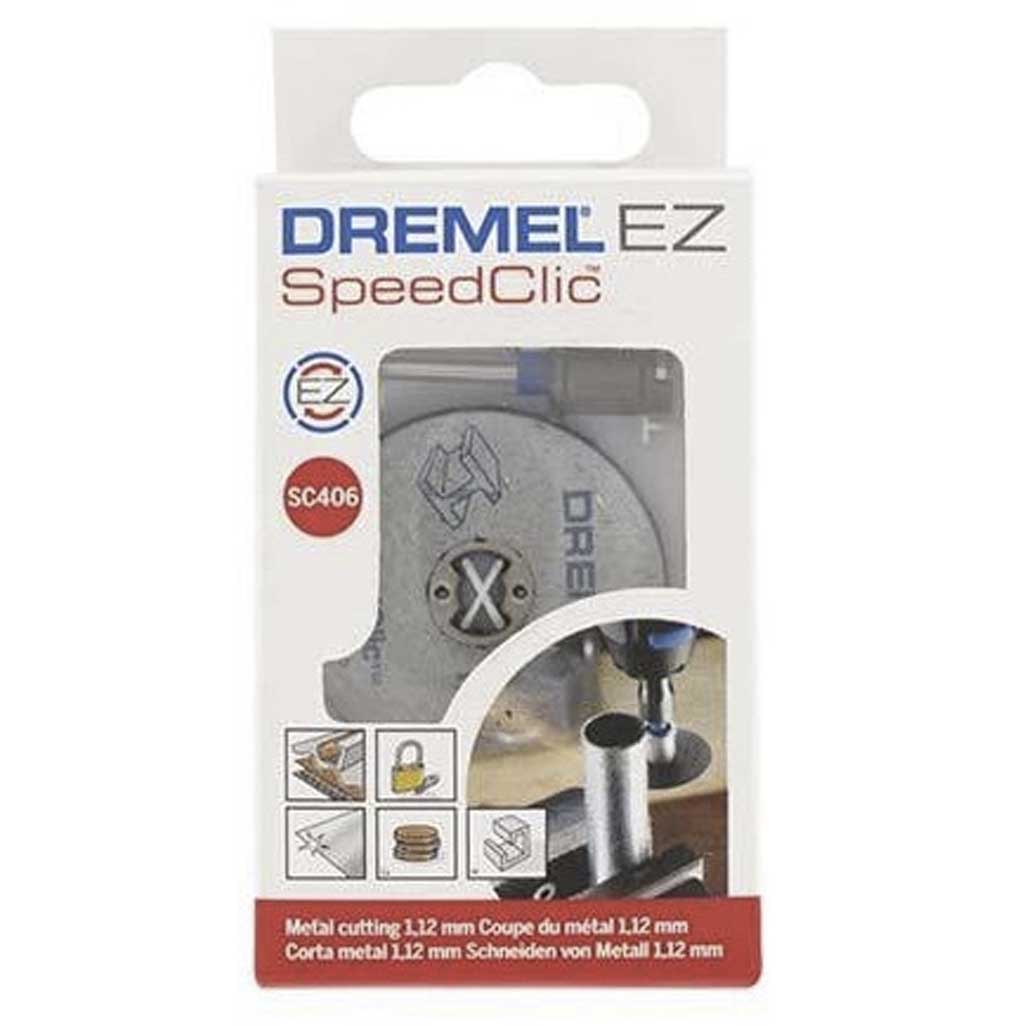 DREMEL® EZ
SpeedClic™
EZ
SC406
DRE
X
Metal cutting 1,12 mm Coupe du métal 1,12 mm
Corta metal 1,12 mm Schneiden von Metall 1,12 mm